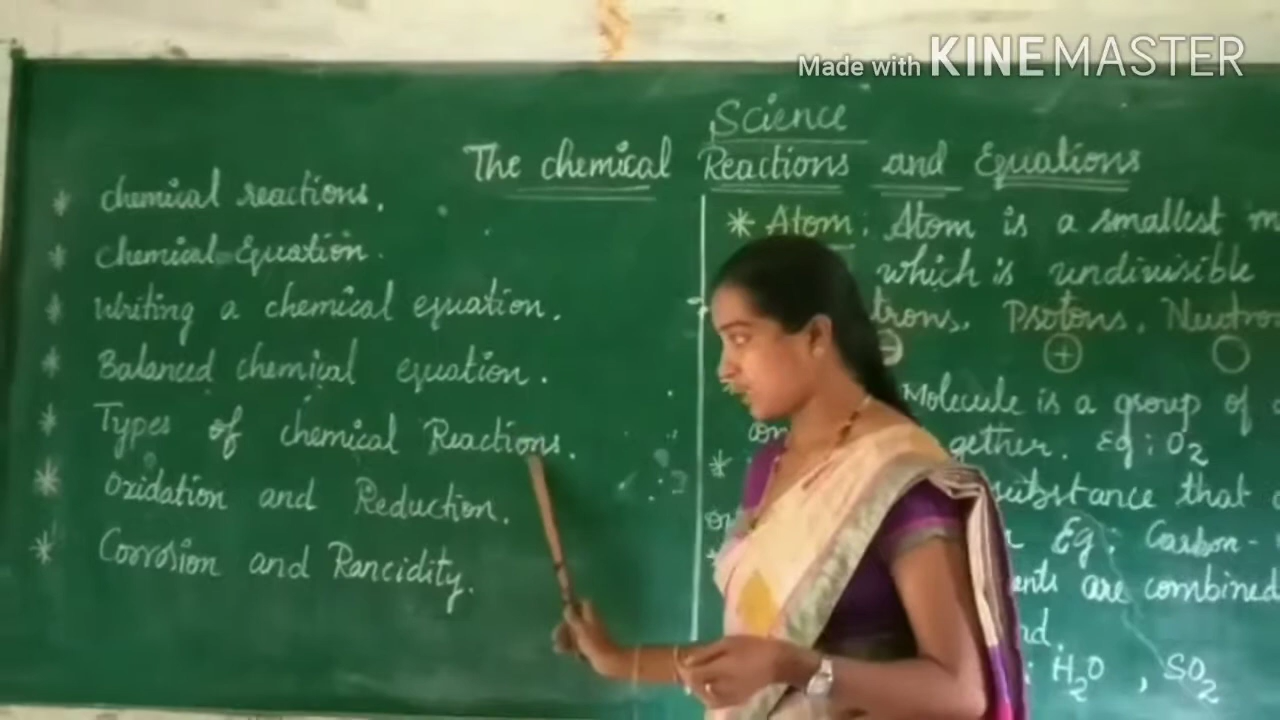 Made with KINEMASTER
Science
The chemical Reactions and Equations
* chemical reactions.
* chemical Equation.
* Writing a chemical equation.
* Balanced chemical equation.
* Types of chemical Reactions.
* Oxidation and Reduction.
* Corrosion and Rancidity.
* Atom : Atom is a smallest
which is undivisible
trons, Protons, Neutro
+
Molecule is a group of
gether. Eg : O2
* substance that
Eg : Carbon -
are combined
: H2O , SO2